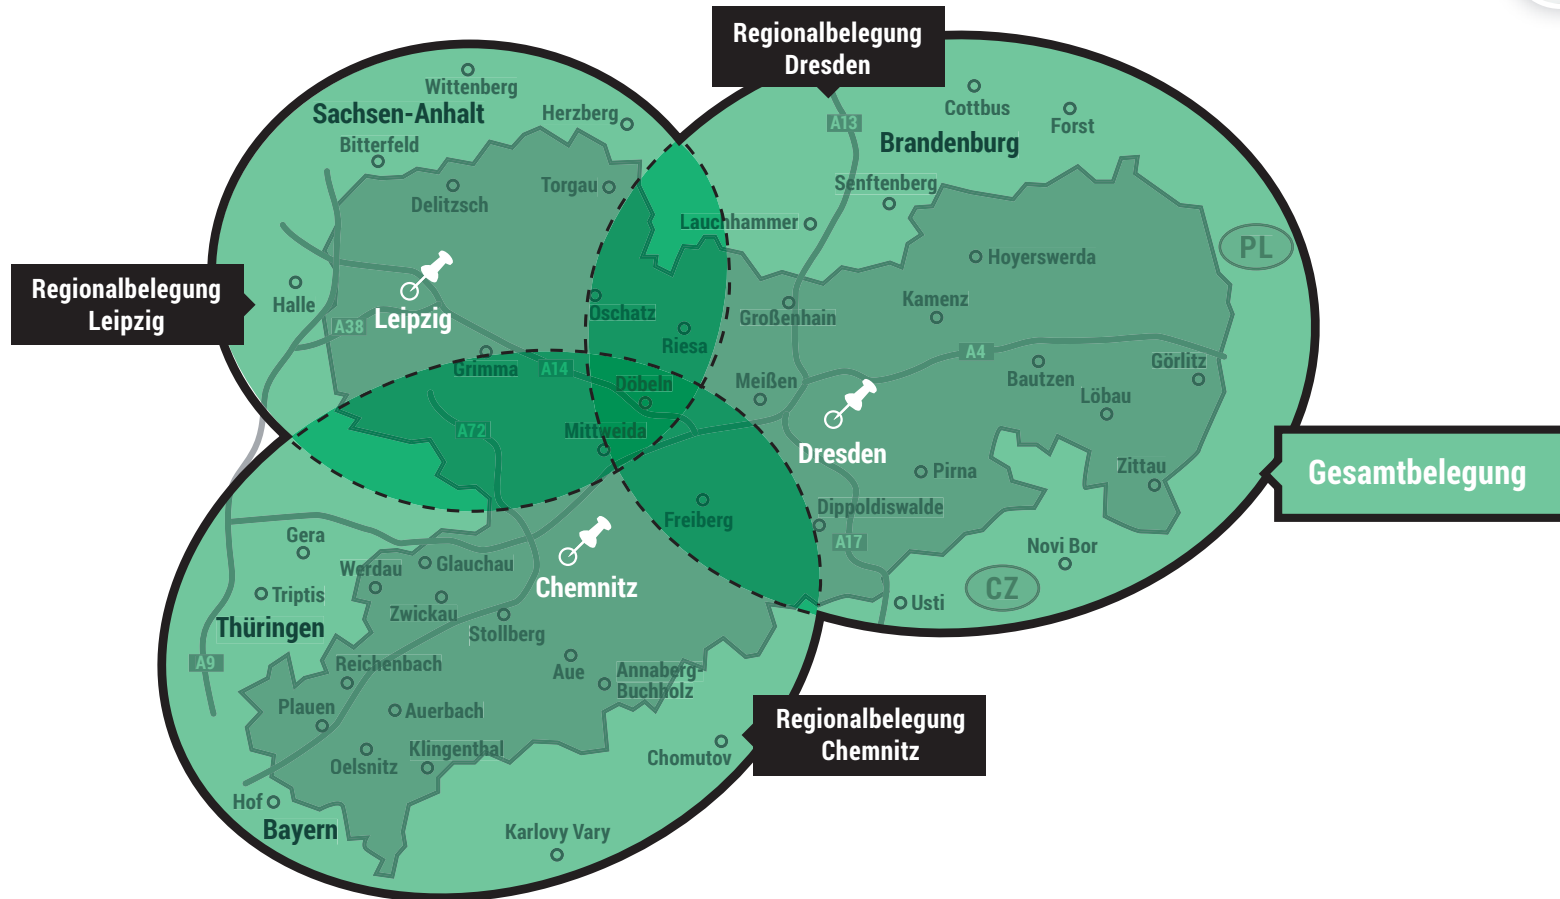 Regionalbelegung
Dresden
Wittenberg
Sachsen-Anhalt
Herzberg
Bitterfeld
Torgau
Delitzsch
Cottbus
Forst
A13
Brandenburg
Senftenberg
Lauchhammer
PL
Hoyerswerda
Regionalbelegung
Leipzig
Halle
A38
Leipzig
Oschatz
Riesa
Großenhain
Kamenz
Grimma
A14
Döbeln
Meißen
A4
Bautzen
Görlitz
Löbau
A72
Mittweida
Dresden
Pirna
Zittau
Gesamtbelegung
Freiberg
Dippoldiswalde
A17
Novi Bor
CZ
Usti
Gera
Werdau
Glauchau
Triptis
Zwickau
Chemnitz
Thüringen
Stollberg
A9
Reichenbach
Aue
Annaberg-
Buchholz
Plauen
Auerbach
Klingenthal
Oelsnitz
Chomutov
Regionalbelegung
Chemnitz
Hof
Bayern
Karlovy Vary